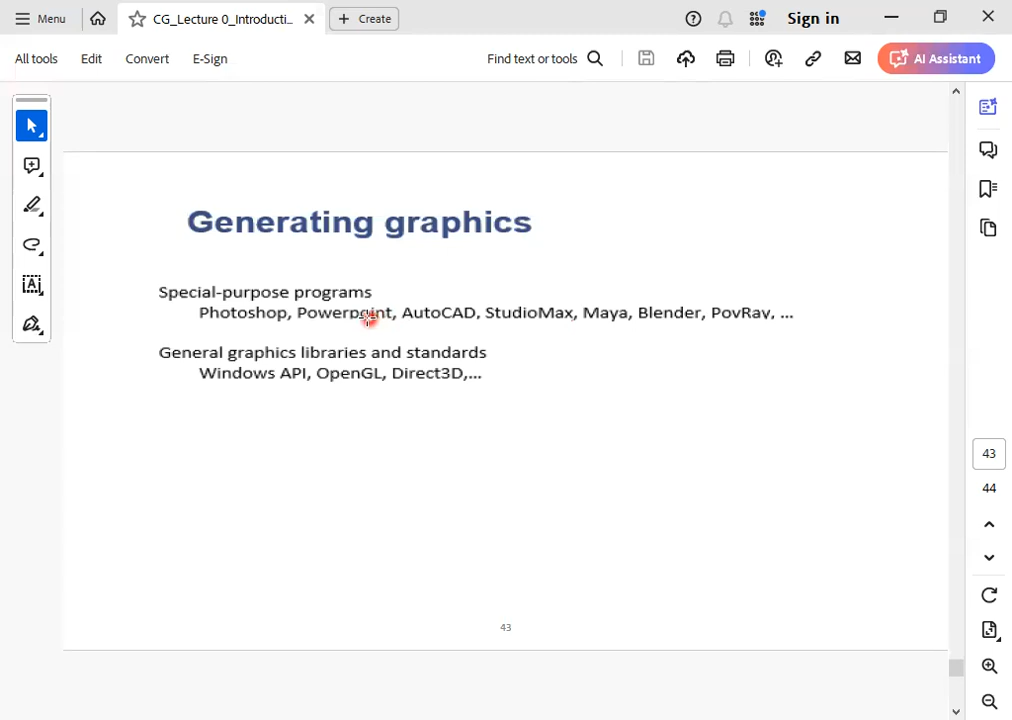 Menu
CG_Lecture 0_Introducti...
Create
Sign in
All tools
Edit
Convert
E-Sign
Find text or tools
AI Assistant
Generating graphics
Special-purpose programs
Photoshop, Powerpoint, AutoCAD, StudioMax, Maya, Blender, PovRay, ...
General graphics libraries and standards
Windows API, OpenGL, Direct3D,...
43
43
44